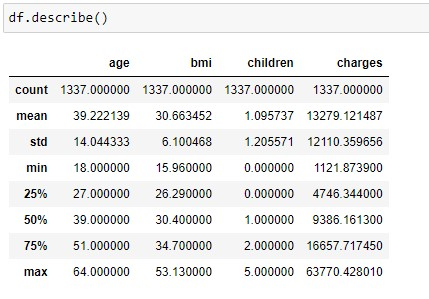 df.describe()
age bmi children charges
count 1337.000000 1337.000000 1337.000000 1337.000000
mean 39.222139 30.663452 1.095737 13279.121487
std 14.044333 6.100468 1.205571 12110.359656
min 18.000000 15.960000 0.000000 1121.873900
25% 27.000000 26.290000 0.000000 4746.344000
50% 39.000000 30.400000 1.000000 9386.161300
75% 51.000000 34.700000 2.000000 16657.717450
max 64.000000 53.130000 5.000000 63770.428010